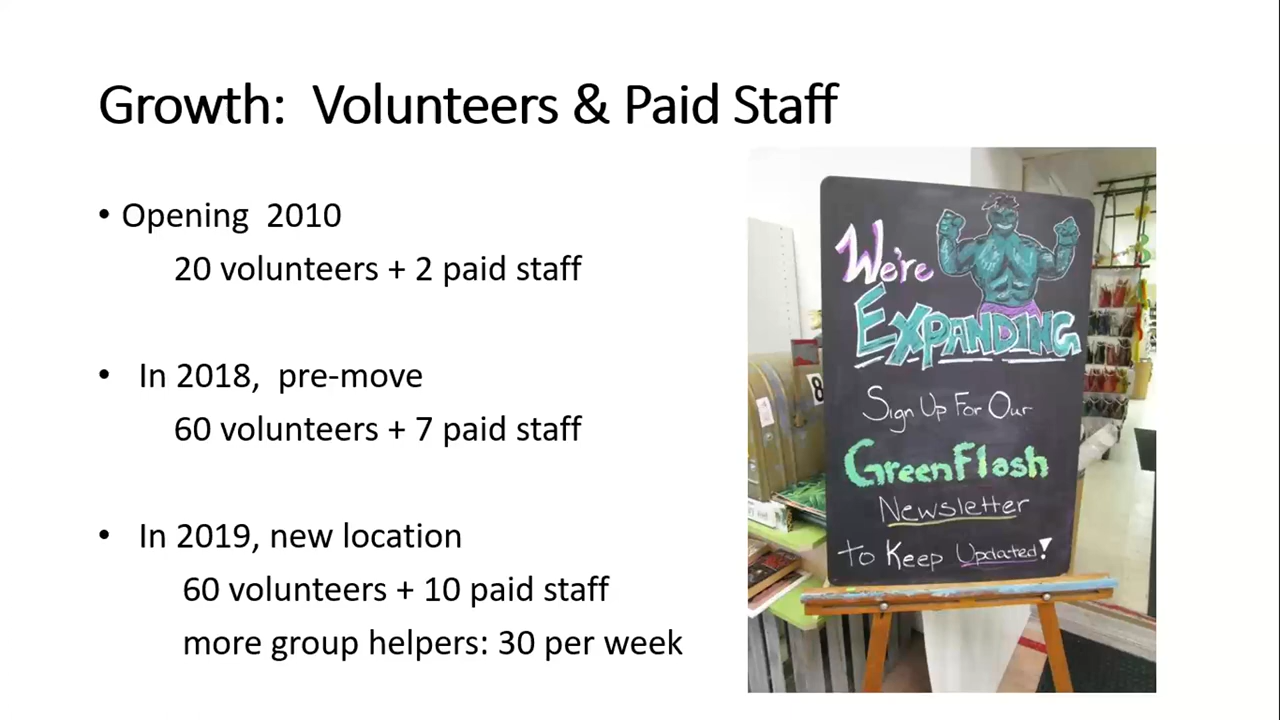 Growth: Volunteers & Paid Staff
• Opening 2010
20 volunteers + 2 paid staff
• In 2018, pre-move
60 volunteers + 7 paid staff
• In 2019, new location
60 volunteers + 10 paid staff
more group helpers: 30 per week
We're
EXPANDING
Sign Up For Our
GreenFlash
Newsletter
to Keep Updated!
8